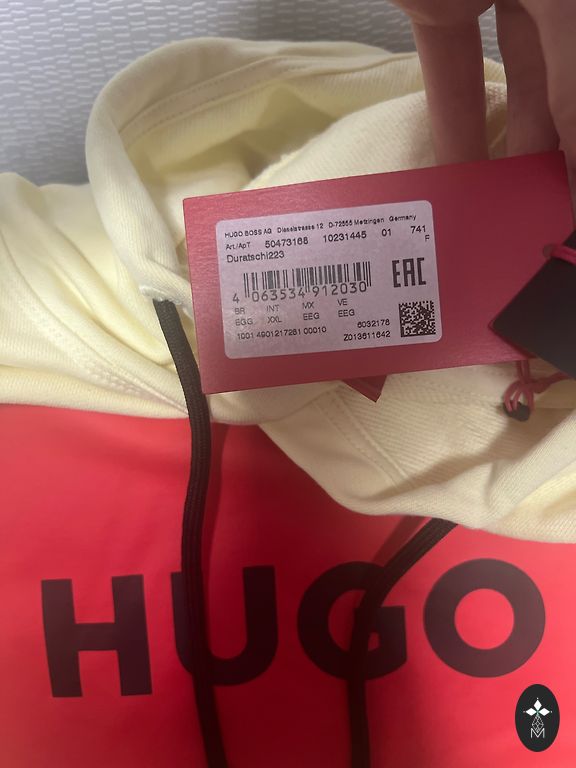 HUGO BOSS AG Dieselstrasse 12 D-72555 Metzingen Germany
Art./ApT 50473168 10231445 01 741
F
Duratschi223
EAC
4 063534 912030
BR INT MX VE
EGG XXL EEG EEG
6032178
1001 4901217281 00010 Z013611642
HUGO
M